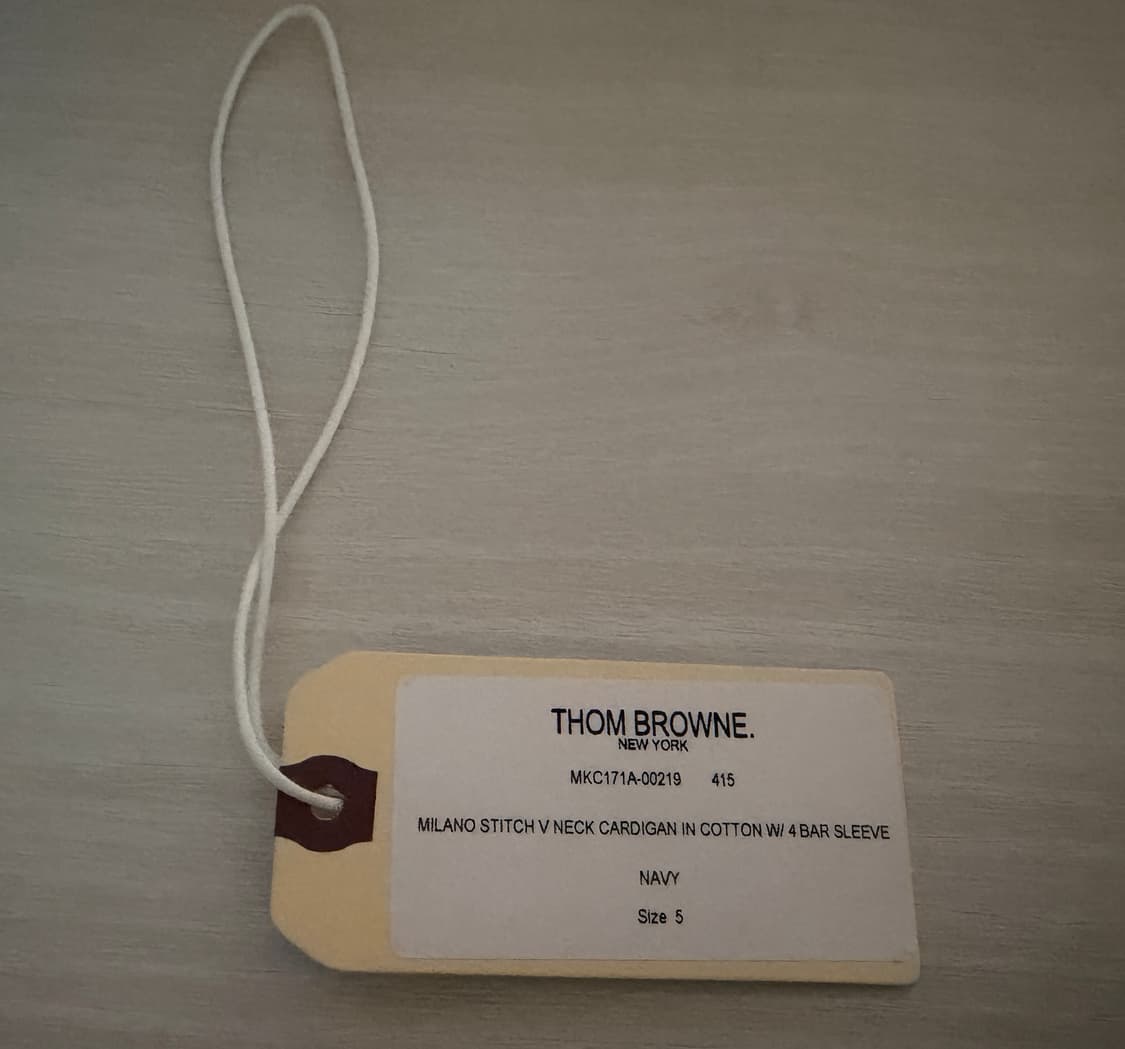 THOM BROWNE.
NEW YORK
MKC171A-00219 415
MILANO STITCH V NECK CARDIGAN IN COTTON W/ 4 BAR SLEEVE
NAVY
Size 5